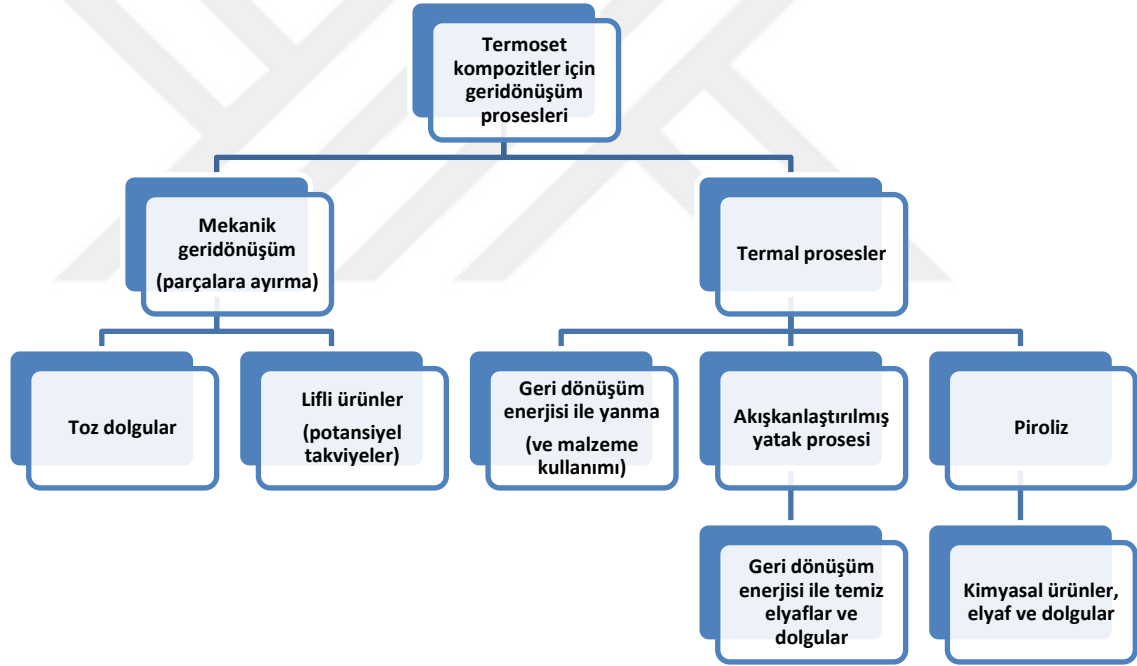 Termoset
kompozitler için
geridönüşüm
prosesleri
Mekanik
geridönüşüm
(parçalara ayırma)
Termal prosesler
Toz dolgular
Lifli ürünler
(potansiyel
takviyeler)
Geri dönüşüm
enerjisi ile yanma
(ve malzeme
kullanımı)
Akışkanlaştırılmış
yatak prosesi
Piroliz
Geri dönüşüm
enerjisi ile temiz
elyaflar ve
dolgular
Kimyasal ürünler,
elyaf ve dolgular